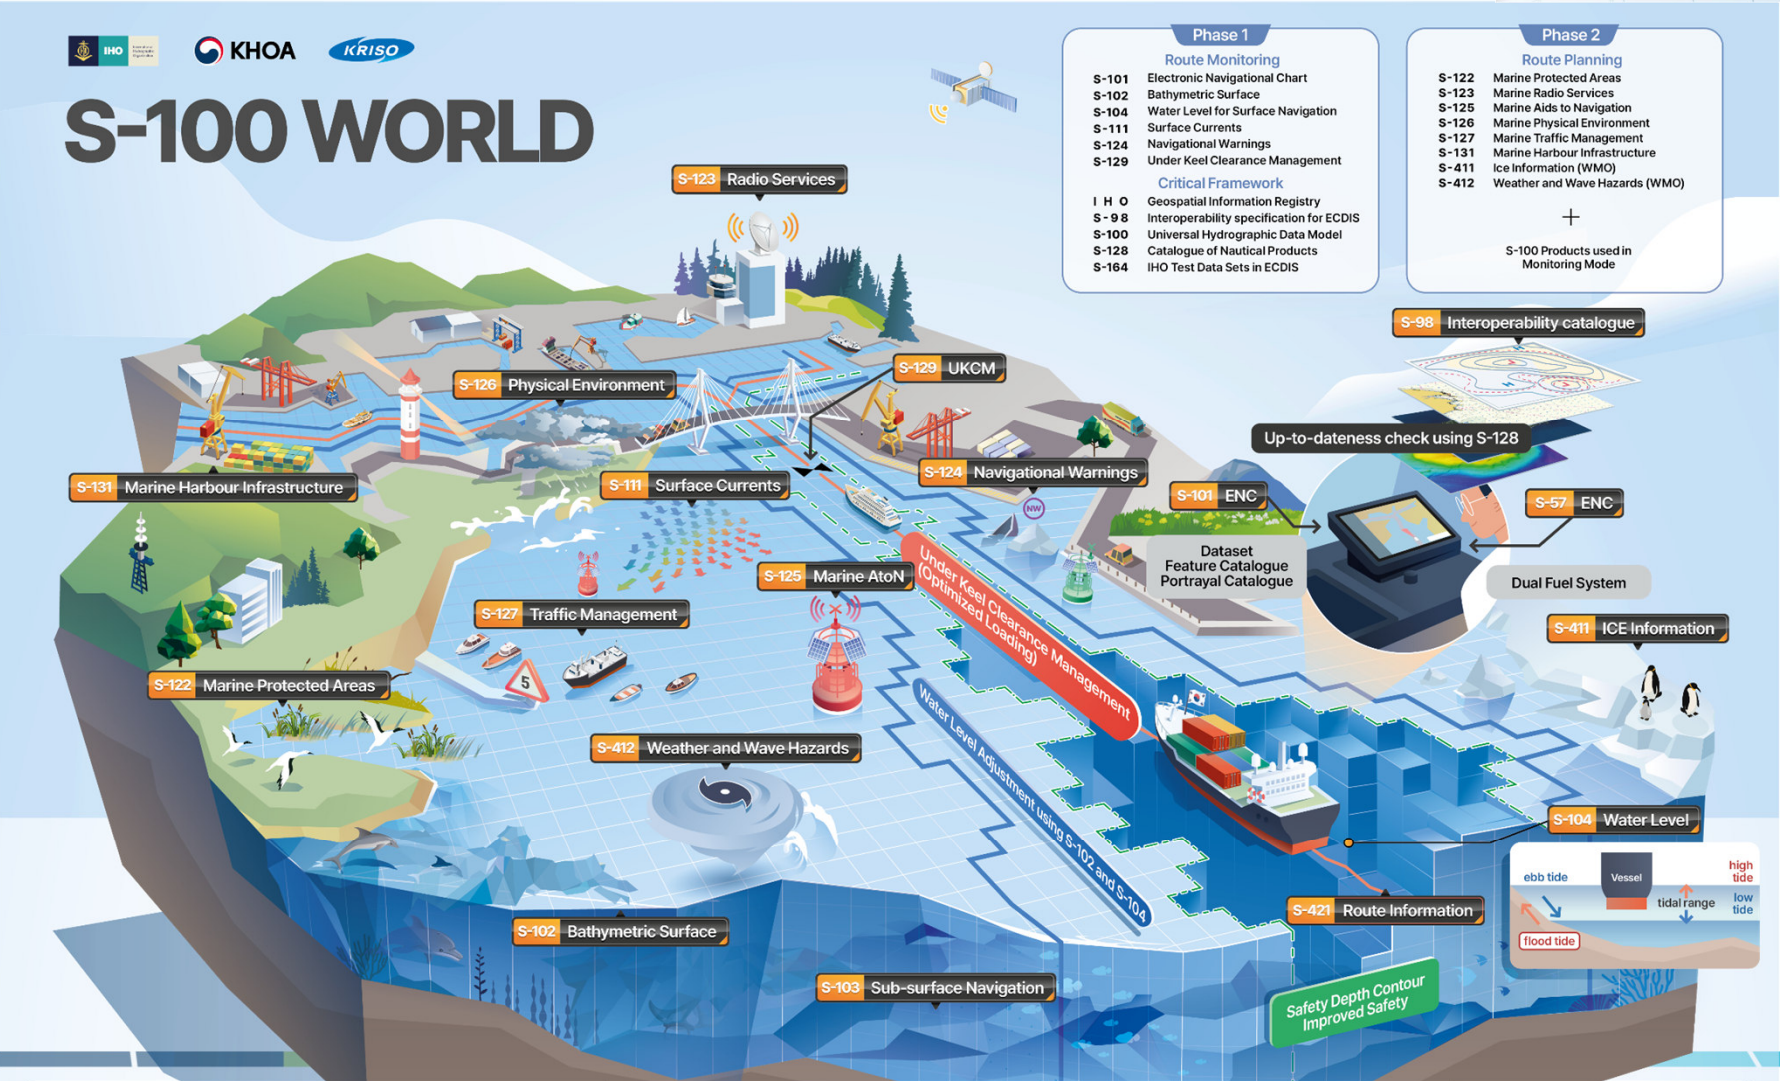 IHO
KHOA
KRISO
S-100 WORLD
Phase 1
Route Monitoring
S-101 Electronic Navigational Chart
S-102 Bathymetric Surface
S-104 Water Level for Surface Navigation
S-111 Surface Currents
S-124 Navigational Warnings
S-129 Under Keel Clearance Management
Critical Framework
I H O Geospatial Information Registry
S-98 Interoperability specification for ECDIS
S-100 Universal Hydrographic Data Model
S-128 Catalogue of Nautical Products
S-164 IHO Test Data Sets in ECDIS
Phase 2
Route Planning
S-122 Marine Protected Areas
S-123 Marine Radio Services
S-125 Marine Aids to Navigation
S-126 Marine Physical Environment
S-127 Marine Traffic Management
S-131 Marine Harbour Infrastructure
S-411 Ice Information (WMO)
S-412 Weather and Wave Hazards (WMO)
+
S-100 Products used in
Monitoring Mode
S-123 Radio Services
S-98 Interoperability catalogue
S-129 UKCM
S-126 Physical Environment
Up-to-dateness check using S-128
S-131 Marine Harbour Infrastructure
S-111 Surface Currents
S-124 Navigational Warnings
NW
S-101 ENC
S-57 ENC
Dataset
Feature Catalogue
Portrayal Catalogue
Dual Fuel System
S-125 Marine AtoN
Under Keel Clearance Management
(Optimized Loading)
S-127 Traffic Management
5
S-411 ICE Information
S-122 Marine Protected Areas
Water Level Adjustment using S-102 and S-104
S-412 Weather and Wave Hazards
S-104 Water Level
ebb tide
Vessel
high
tide
tidal range
low
tide
flood tide
S-421 Route Information
S-102 Bathymetric Surface
S-103 Sub-surface Navigation
Safety Depth Contour
Improved Safety